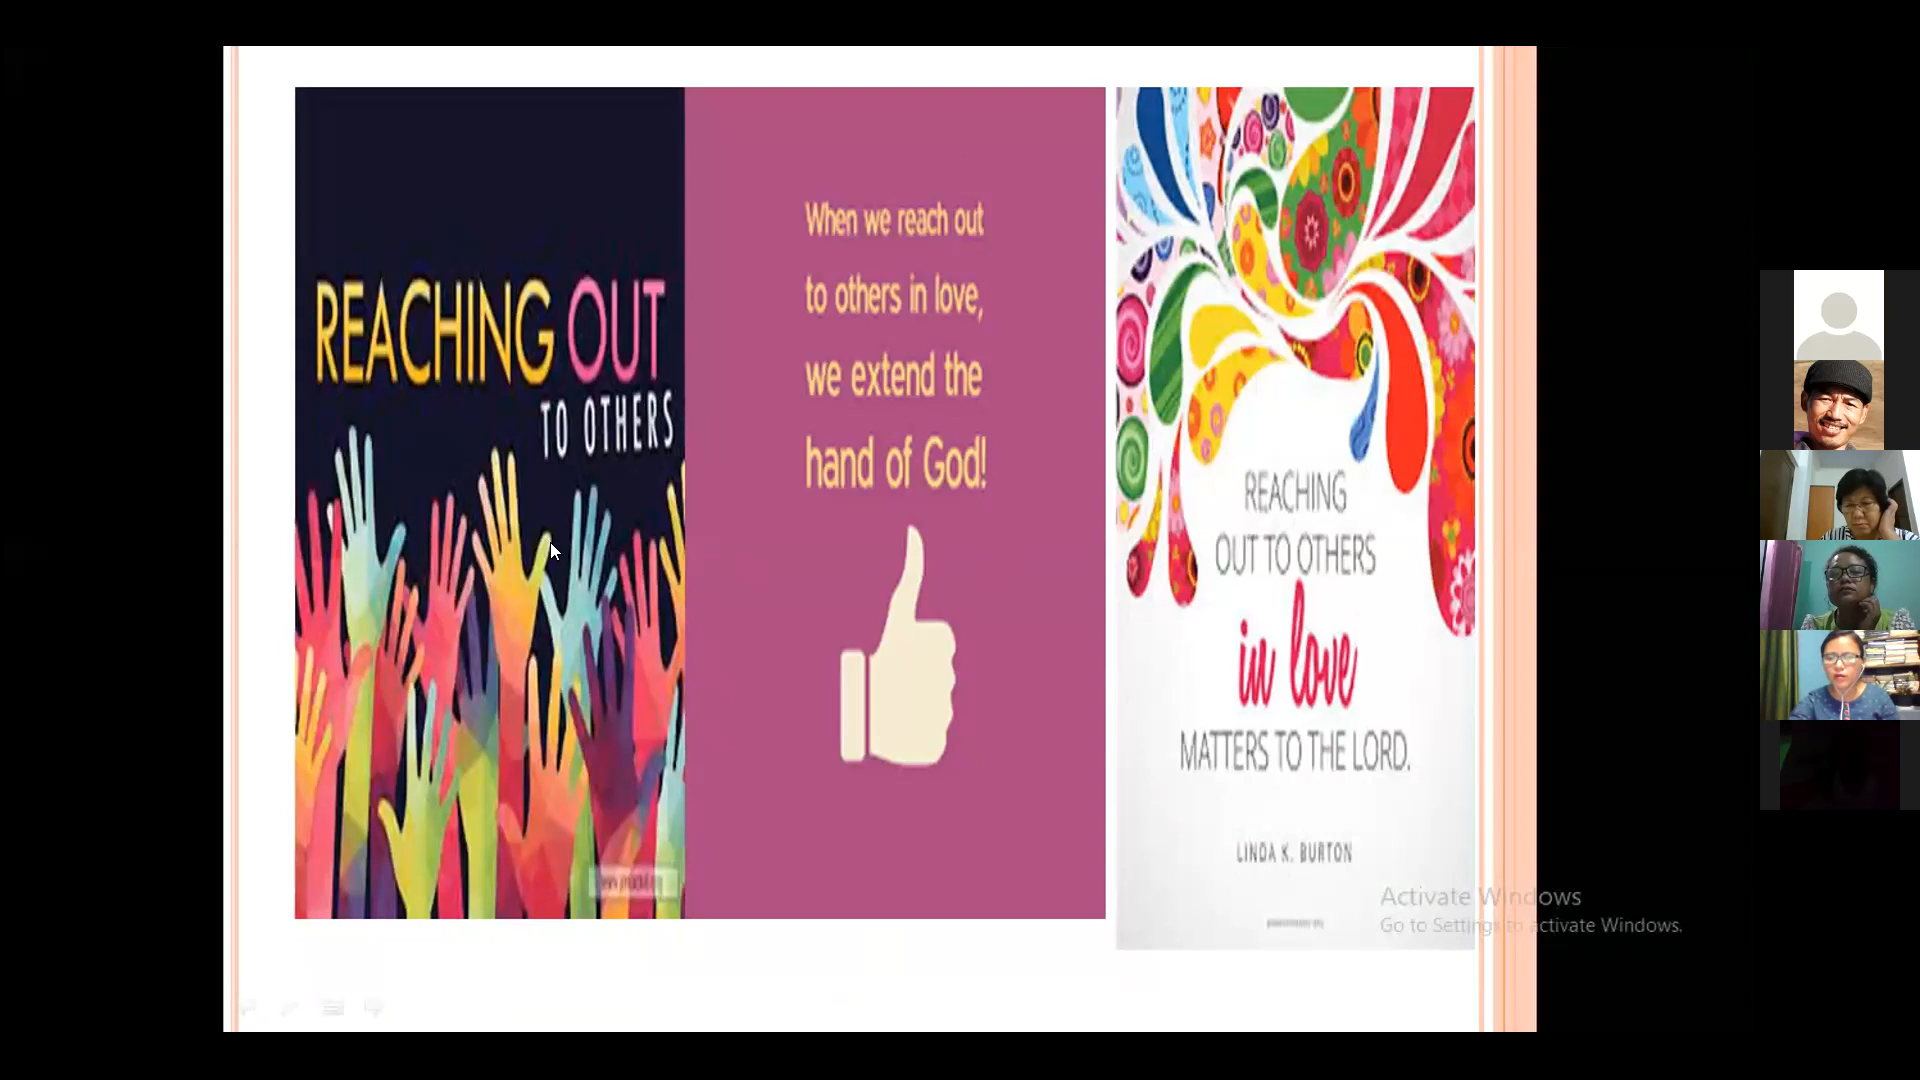 REACHING OUT
TO OTHERS
When we reach out
to others in love,
we extend the
hand of God!
REACHING
OUT TO OTHERS
in love
MATTERS TO THE LORD.
LINDA K. BURTON
Activate Windows
Go to Settings to activate Windows.